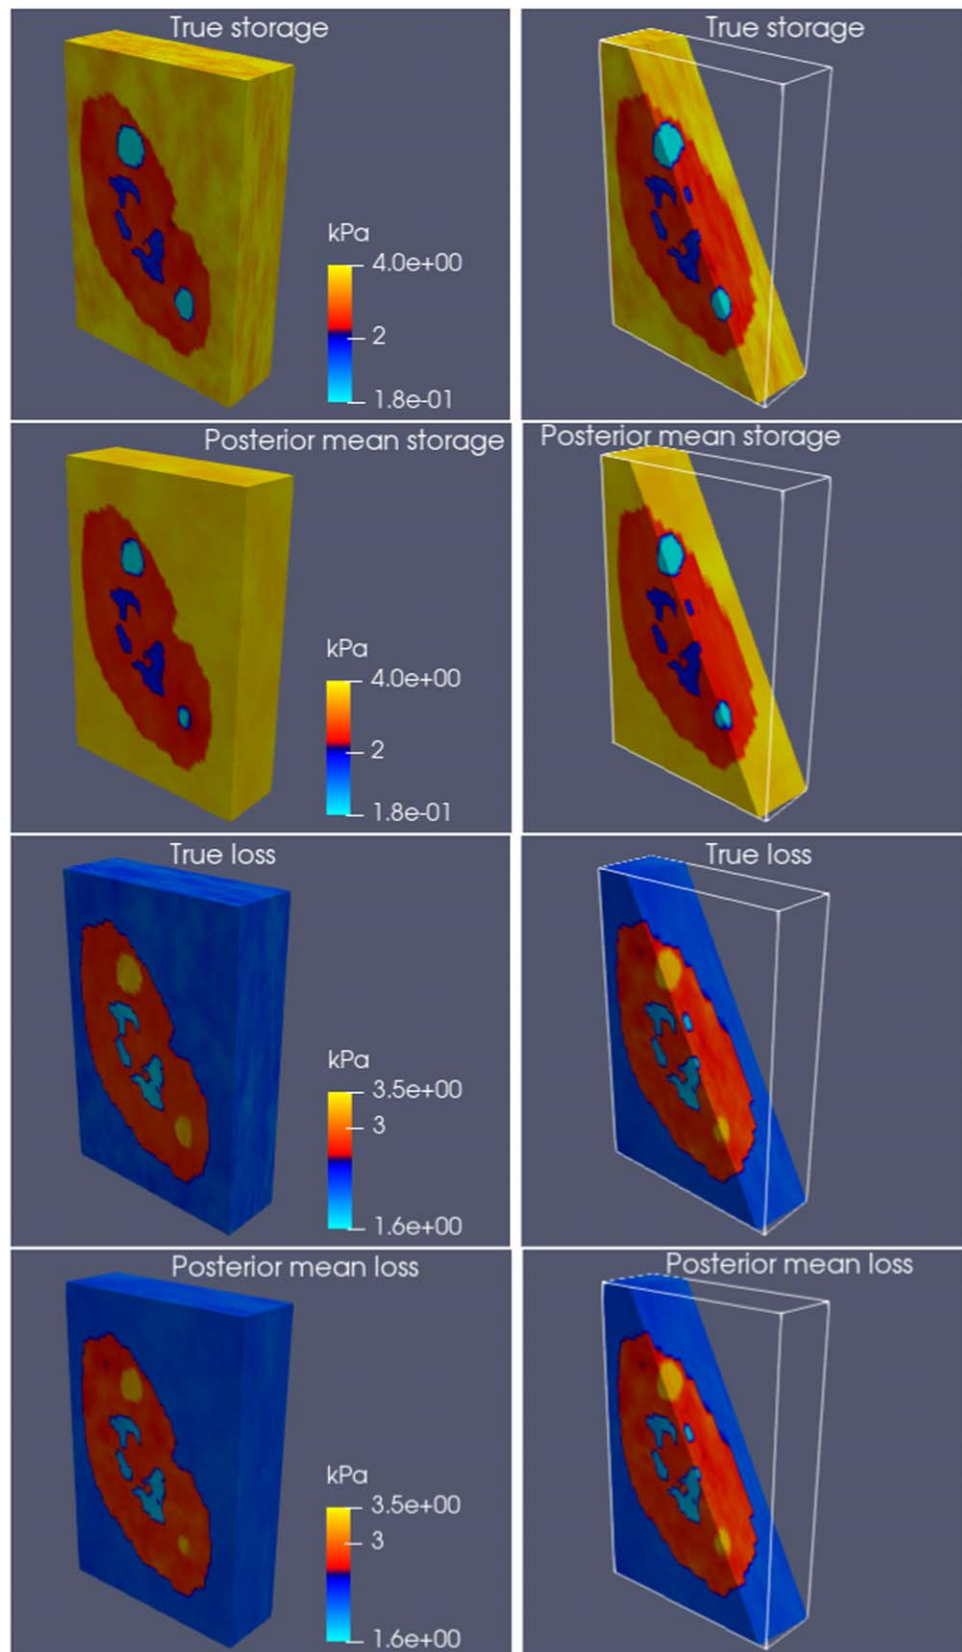 True storage
True storage
kPa
4.0e+00
2
1.8e-01
Posterior mean storage
Posterior mean storage
kPa
4.0e+00
2
1.8e-01
True loss
True loss
kPa
3.5e+00
3
1.6e+00
Posterior mean loss
Posterior mean loss
kPa
3.5e+00
3
1.6e+00